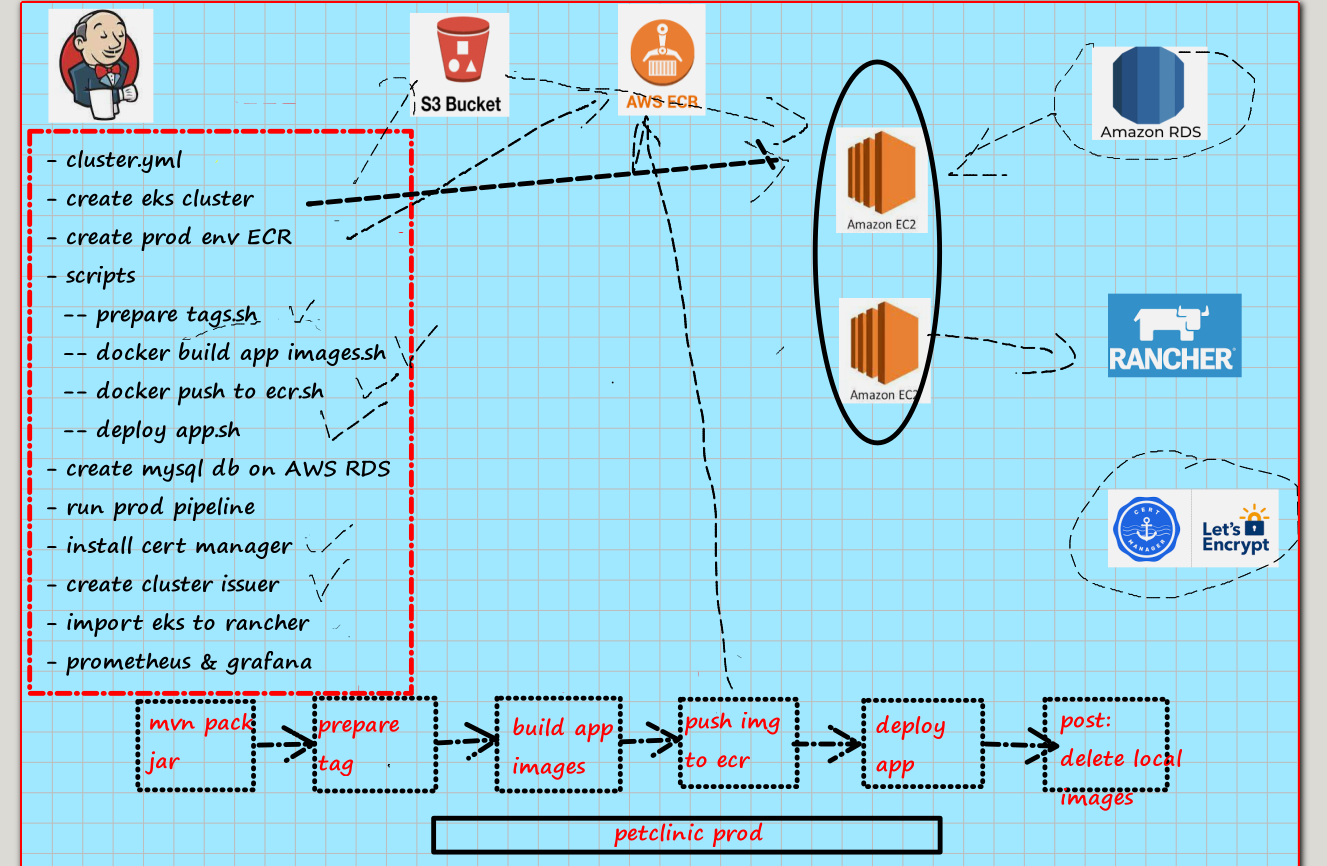 S3 Bucket
AWS ECR
Amazon RDS
- cluster.yml
- create eks cluster
- create prod env ECR
- scripts
-- prepare tags.sh
-- docker build app images.sh
-- docker push to ecr.sh
-- deploy app.sh
- create mysql db on AWS RDS
- run prod pipeline
- install cert manager
- create cluster issuer
- import eks to rancher
- prometheus & grafana
Amazon EC2
Amazon EC2
RANCHER
CERT
MANAGER
Let's
Encrypt
mvn pack
jar
prepare
tag
build app
images
push img
to ecr
deploy
app
post:
delete local
images
petclinic prod